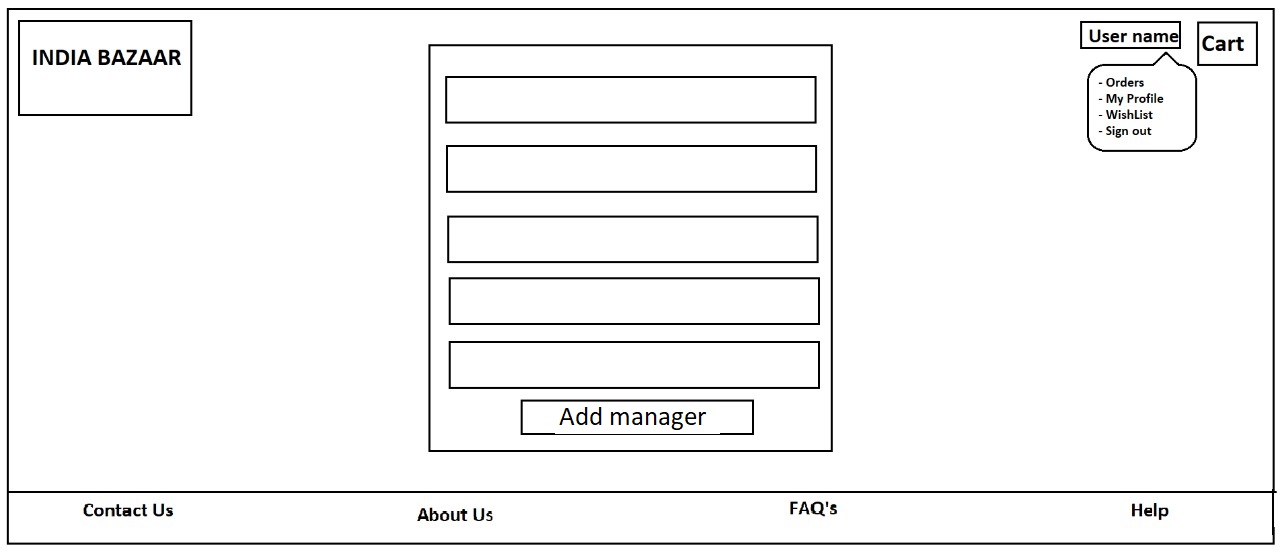 INDIA BAZAAR
User name
Cart
- Orders
- My Profile
- WishList
- Sign out
Add manager
Contact Us
About Us
FAQ's
Help